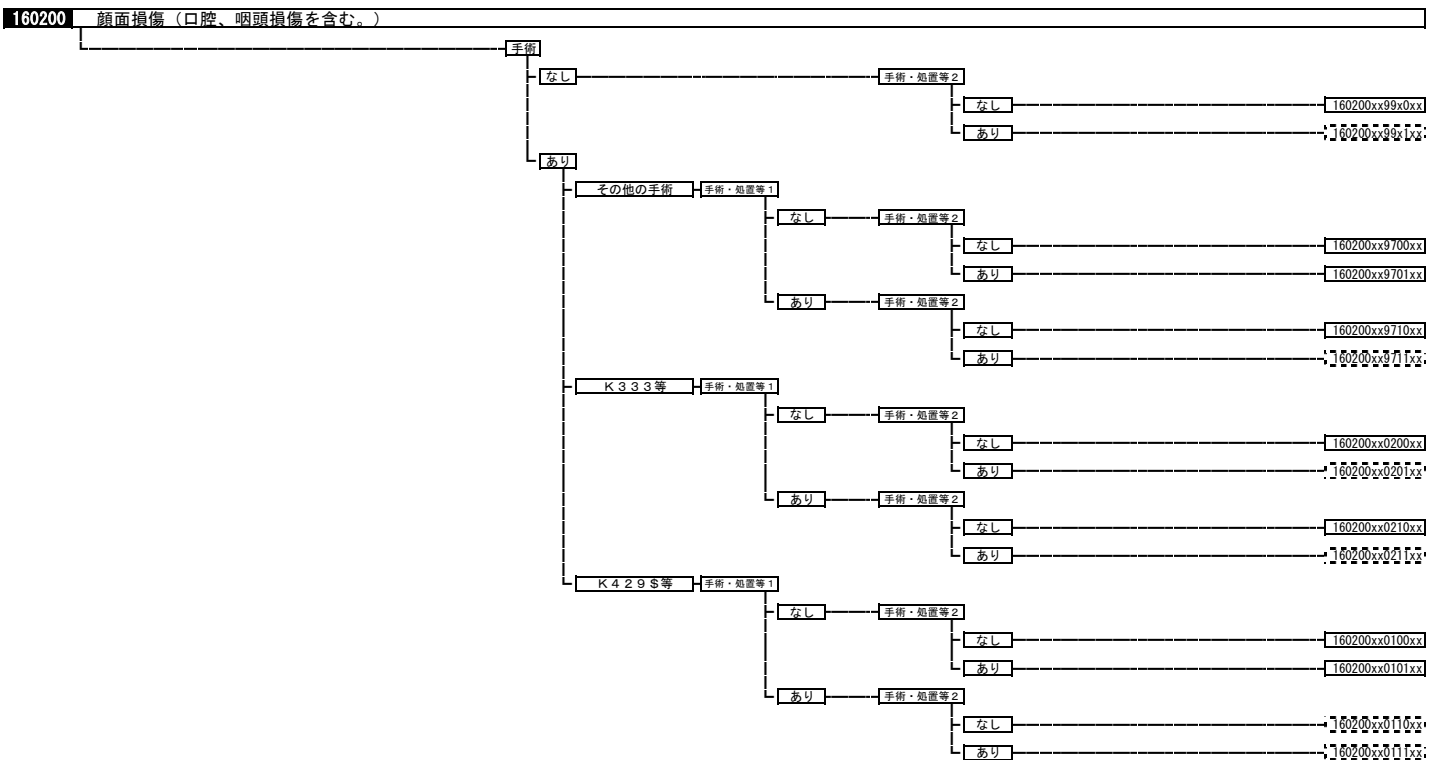 160200 顔面損傷（口腔、咽頭損傷を含む。）
手術
なし 手術・処置等２
なし 160200xx99x0xx
あり 160200xx99x1xx
あり
その他の手術 手術・処置等１
なし 手術・処置等２
なし 160200xx9700xx
あり 160200xx9701xx
あり 手術・処置等２
なし 160200xx9710xx
あり 160200xx9711xx
Ｋ３３３等 手術・処置等１
なし 手術・処置等２
なし 160200xx0200xx
あり 160200xx0201xx
あり 手術・処置等２
なし 160200xx0210xx
あり 160200xx0211xx
Ｋ４２９＄等 手術・処置等１
なし 手術・処置等２
なし 160200xx0100xx
あり 160200xx0101xx
あり 手術・処置等２
なし 160200xx0110xx
あり 160200xx0111xx